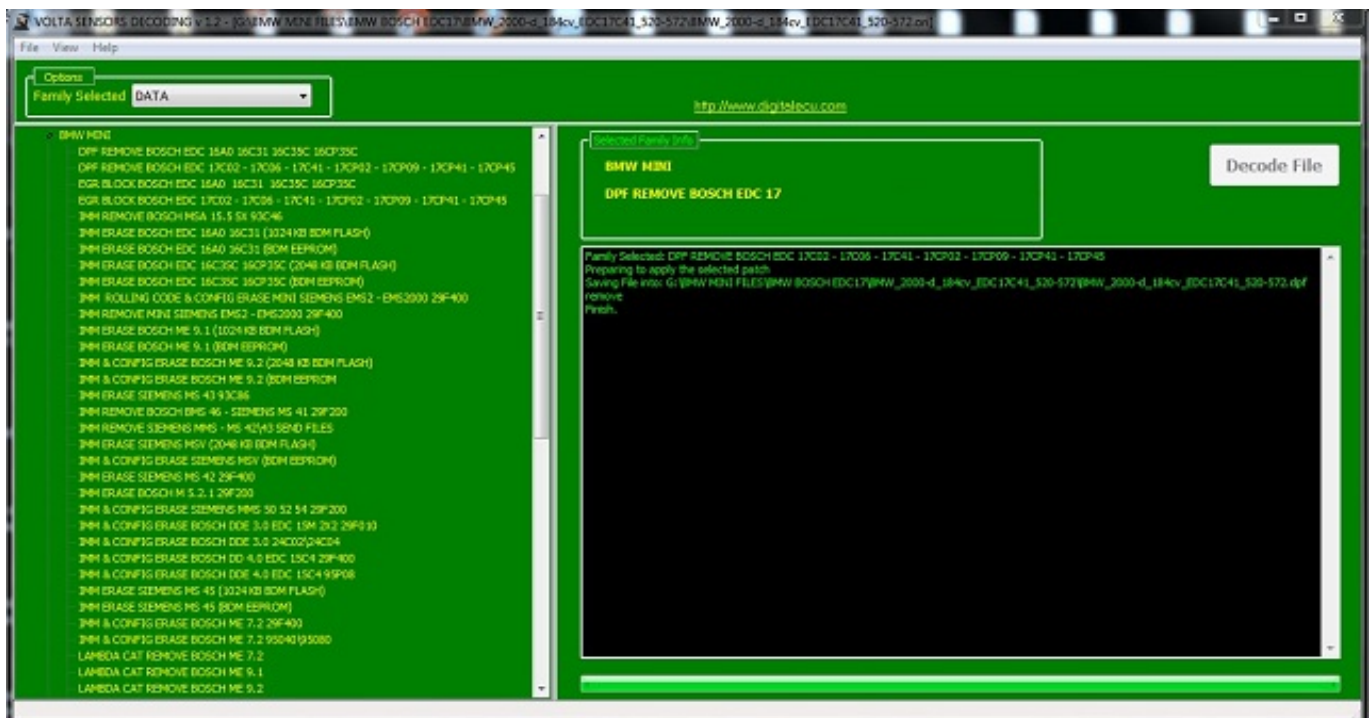 VOLTA SENSORS DECODING v 1.2 - [G:\BMW MINI FILES\BMW BOSCH EDC17\BMW_2000-d_184cv_EDC17C41_520-572\BMW_2000-d_184cv_EDC17C41_520-572.ori]
File View Help
Options
Family Selected DATA
http://www.digitalecu.com
BMW MINI
DPF REMOVE BOSCH EDC 16A0 16C31 16C35C 16CP35C
DPF REMOVE BOSCH EDC 17C02 - 17C06 - 17C41 - 17CP02 - 17CP09 - 17CP41 - 17CP45
EGR BLOCK BOSCH EDC 16A0 16C31 16C35C 16CP35C
EGR BLOCK BOSCH EDC 17C02 - 17C06 - 17C41 - 17CP02 - 17CP09 - 17CP41 - 17CP45
IMM REMOVE BOSCH MSA 15.5 5X 93C46
IMM ERASE BOSCH EDC 16A0 16C31 (1024 KB BDM FLASH)
IMM ERASE BOSCH EDC 16A0 16C31 (BDM EEPROM)
IMM ERASE BOSCH EDC 16C35C 16CP35C (2048 KB BDM FLASH)
IMM ERASE BOSCH EDC 16C35C 16CP35C (BDM EEPROM)
IMM ROLLING CODE & CONFIG ERASE MINI SIEMENS EMS2 - EMS2000 29F400
IMM REMOVE MINI SIEMENS EMS2 - EMS2000 29F400
IMM ERASE BOSCH ME 9.1 (1024 KB BDM FLASH)
IMM ERASE BOSCH ME 9.1 (BDM EEPROM)
IMM & CONFIG ERASE BOSCH ME 9.2 (2048 KB BDM FLASH)
IMM & CONFIG ERASE BOSCH ME 9.2 (BDM EEPROM
IMM ERASE SIEMENS MS 43 93C86
IMM REMOVE BOSCH BMS 46 - SIEMENS MS 41 29F200
IMM REMOVE SIEMENS MMS - MS 42\43 SEND FILES
IMM ERASE SIEMENS MSV (2048 KB BDM FLASH)
IMM & CONFIG ERASE SIEMENS MSV (BDM EEPROM)
IMM ERASE SIEMENS MS 42 29F400
IMM ERASE BOSCH M 5.2.1 29F200
IMM & CONFIG ERASE SIEMENS MMS 50 52 54 29F200
IMM & CONFIG ERASE BOSCH DDE 3.0 EDC 15M 2X2 29F010
IMM & CONFIG ERASE BOSCH DDE 3.0 24C02\24C04
IMM & CONFIG ERASE BOSCH DD 4.0 EDC 15C4 29F400
IMM & CONFIG ERASE BOSCH DDE 4.0 EDC 15C4 95P08
IMM ERASE SIEMENS MS 45 (1024 KB BDM FLASH)
IMM ERASE SIEMENS MS 45 (BDM EEPROM)
IMM & CONFIG ERASE BOSCH ME 7.2 29F400
IMM & CONFIG ERASE BOSCH ME 7.2 95040\95080
LAMBDA CAT REMOVE BOSCH ME 7.2
LAMBDA CAT REMOVE BOSCH ME 9.1
LAMBDA CAT REMOVE BOSCH ME 9.2
Selected Family Info
BMW MINI
DPF REMOVE BOSCH EDC 17
Decode File
Family Selected: DPF REMOVE BOSCH EDC 17C02 - 17C06 - 17C41 - 17CP02 - 17CP09 - 17CP41 - 17CP45
Preparing to apply the selected patch
Saving File into: G:\BMW MINI FILES\BMW BOSCH EDC17\BMW_2000-d_184cv_EDC17C41_520-572\BMW_2000-d_184cv_EDC17C41_520-572.dpf
remove
Finish.